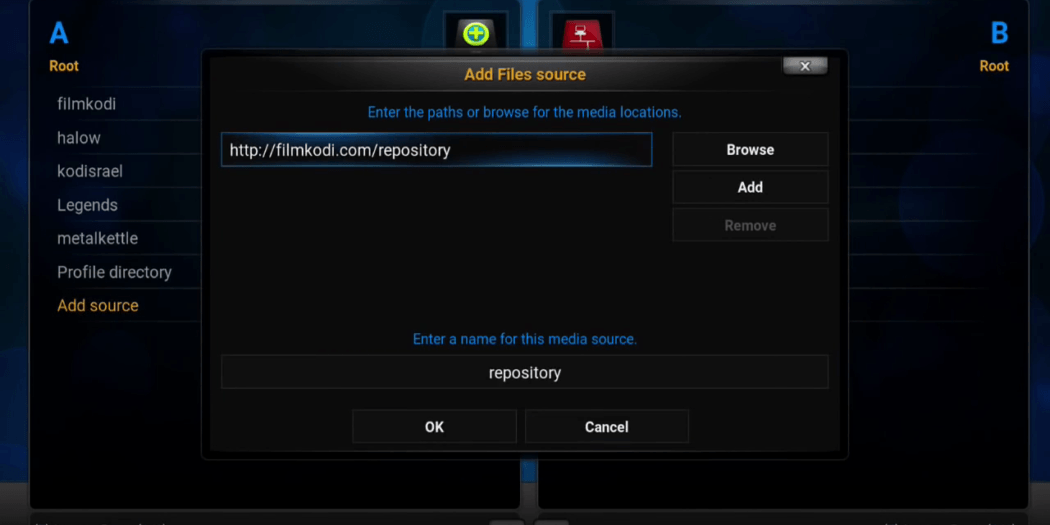 A
B
Root
Root
filmkodi
halow
kodisrael
Legends
metalkettle
Profile directory
Add source
Add Files source
Enter the paths or browse for the media locations.
http://filmkodi.com/repository
Browse
Add
Remove
Enter a name for this media source.
repository
OK
Cancel